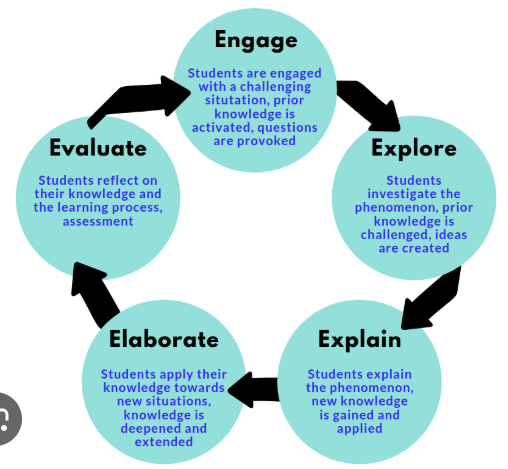 Engage
Students are engaged
with a challenging
situtation, prior
knowledge is
activated, questions
are provoked
Explore
Students
investigate the
phenomenon, prior
knowledge is
challenged, ideas
are created
Explain
Students explain
the phenomenon,
new knowledge
is gained and
applied
Elaborate
Students apply their
knowledge towards
new situations,
knowledge is
deepened and
extended
Evaluate
Students reflect on
their knowledge and
the learning process,
assessment